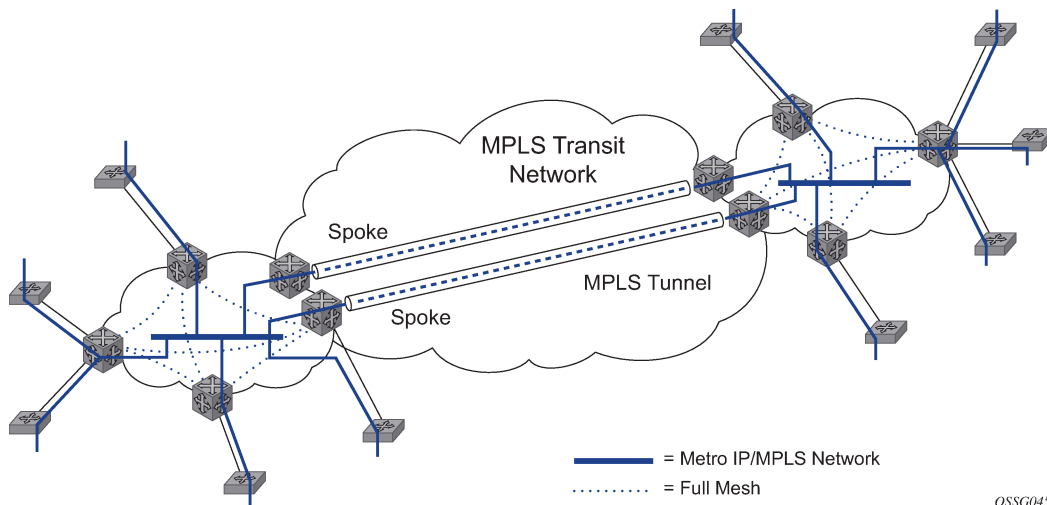 MPLS Transit
Network
Spoke
MPLS Tunnel
Spoke
= Metro IP/MPLS Network
= Full Mesh